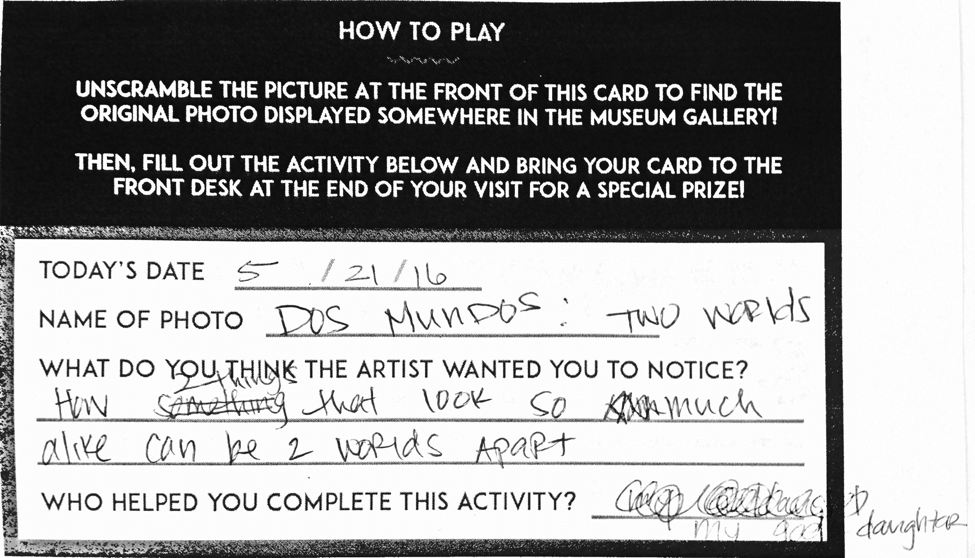 HOW TO PLAY
UNSCRAMBLE THE PICTURE AT THE FRONT OF THIS CARD TO FIND THE
ORIGINAL PHOTO DISPLAYED SOMEWHERE IN THE MUSEUM GALLERY!
THEN, FILL OUT THE ACTIVITY BELOW AND BRING YOUR CARD TO THE
FRONT DESK AT THE END OF YOUR VISIT FOR A SPECIAL PRIZE!
TODAY'S DATE 5 /21/16
NAME OF PHOTO DOS MUNDOS: TWO WORLDS
WHAT DO YOU THINK THE ARTIST WANTED YOU TO NOTICE?
2 things
How something that look so much
alike can be 2 worlds apart
WHO HELPED YOU COMPLETE THIS ACTIVITY?
my daughter